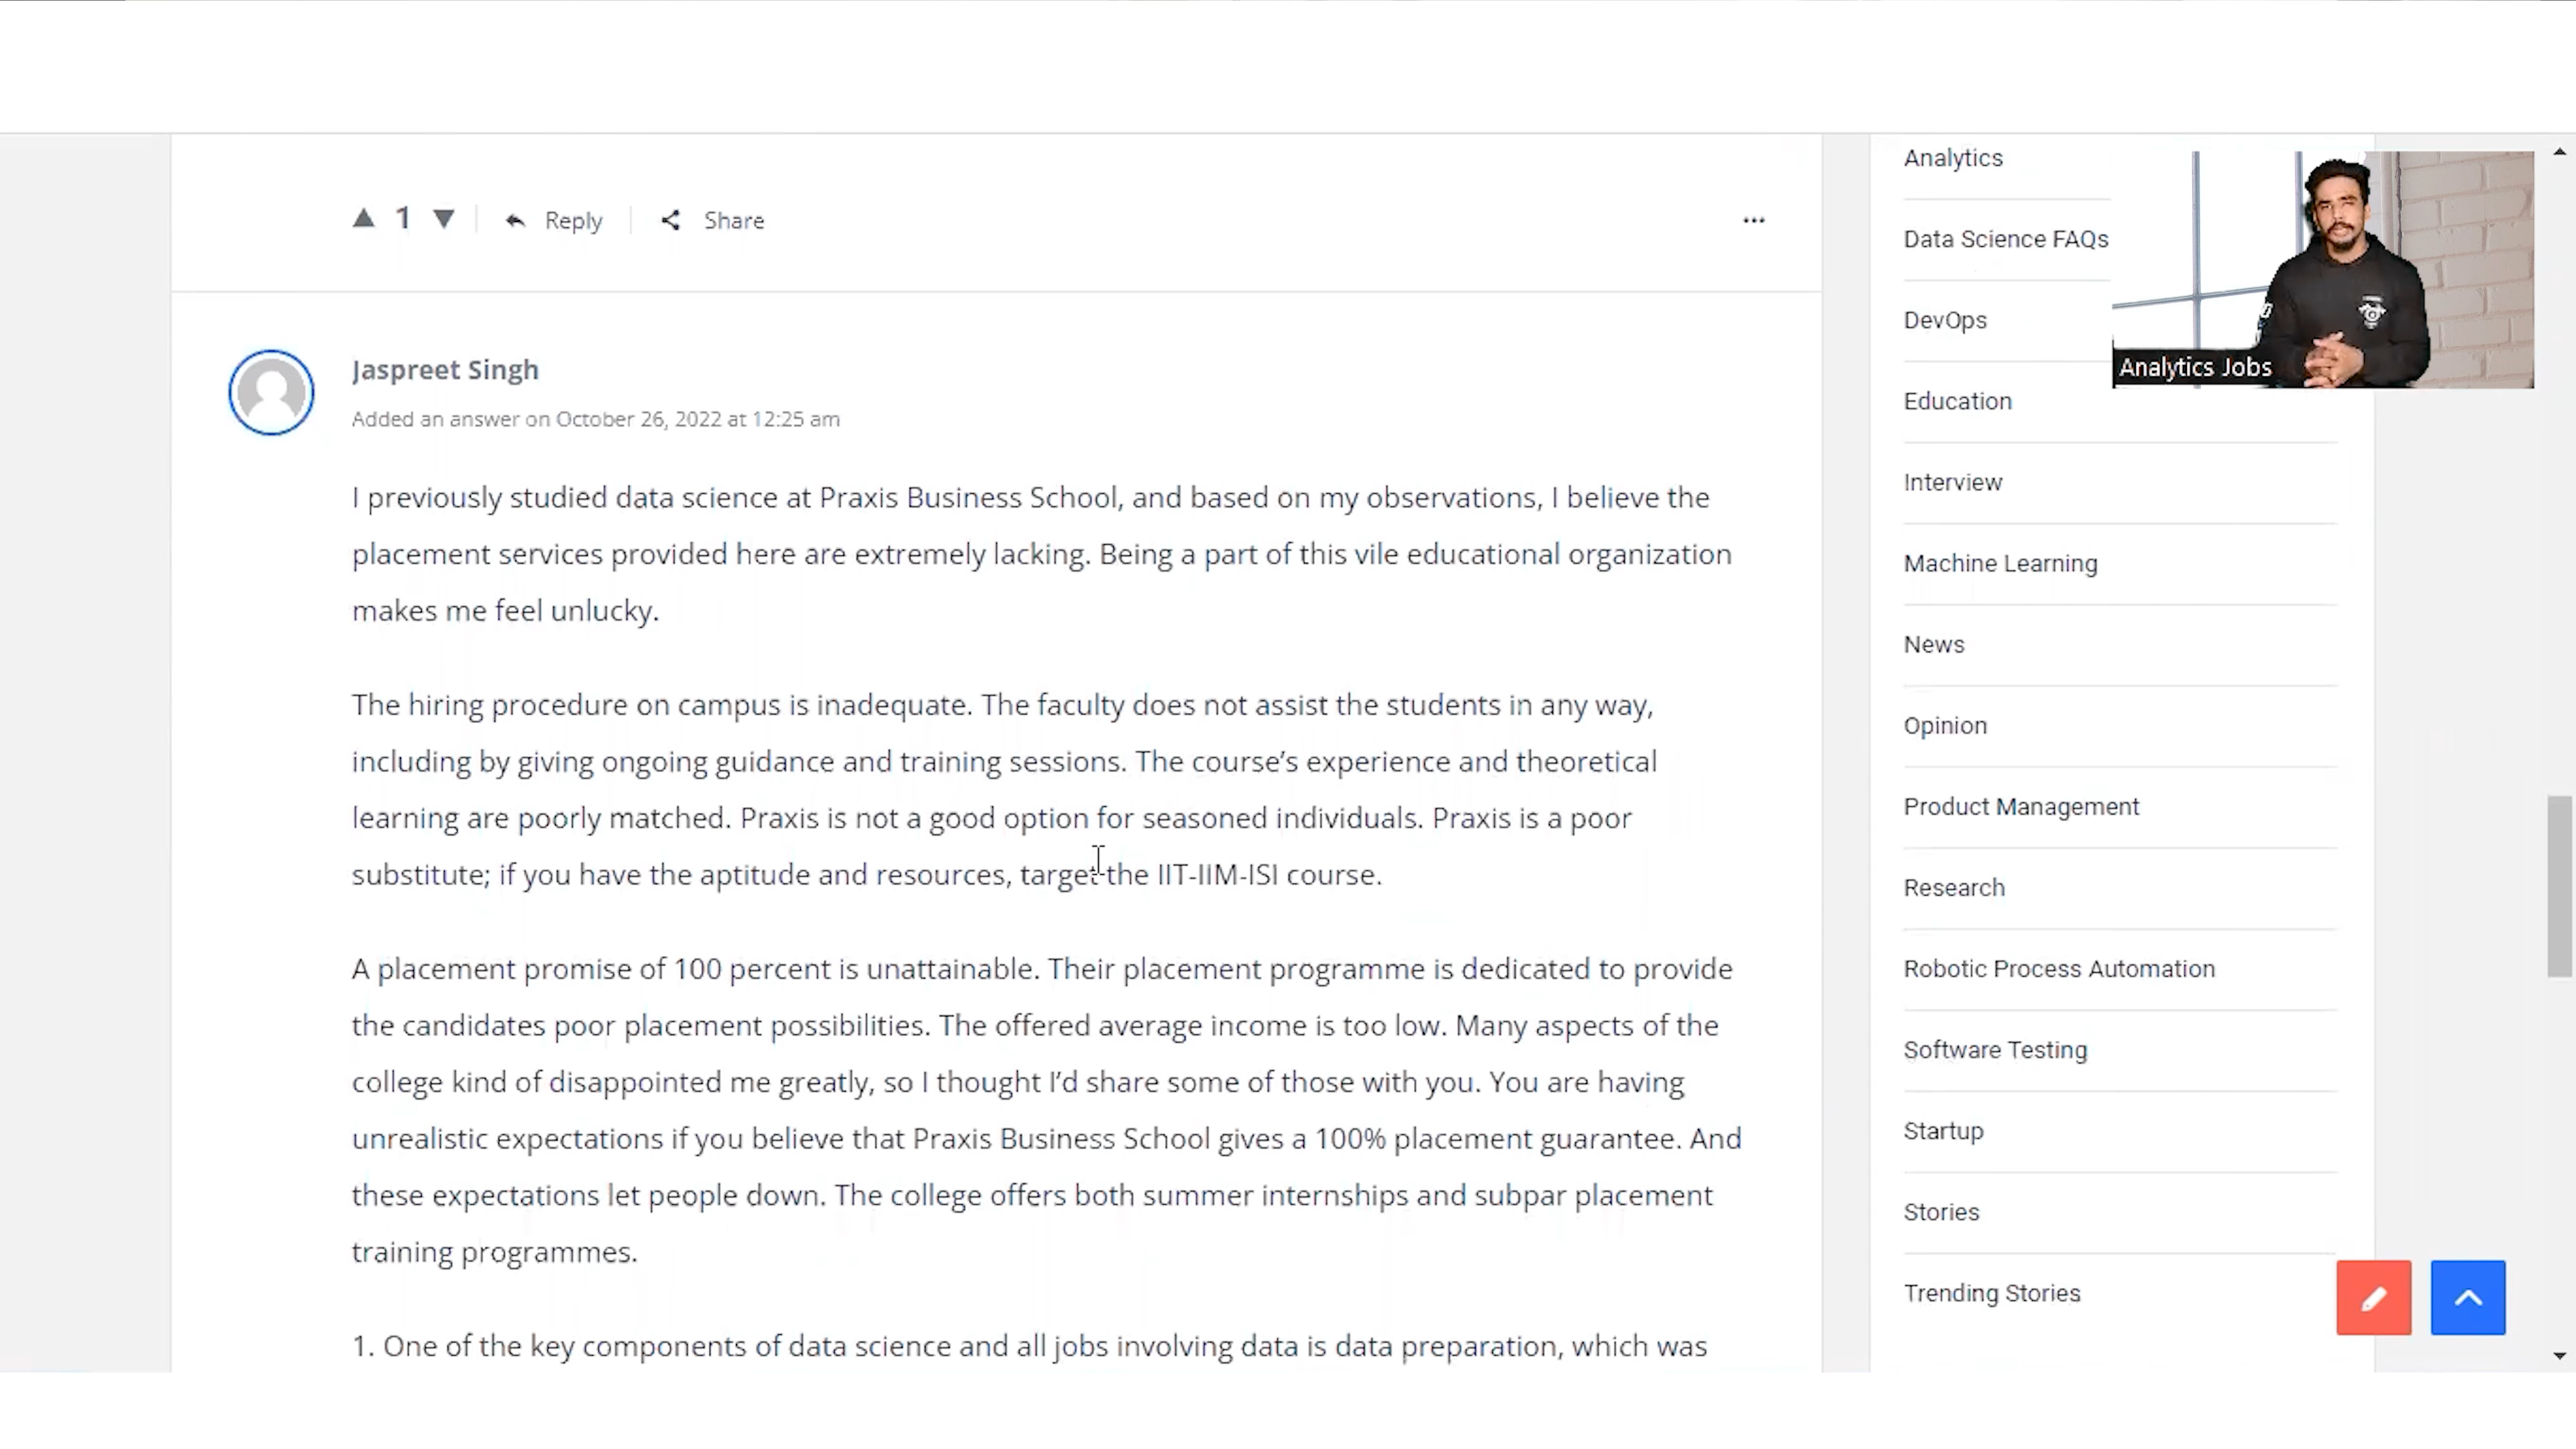 1
Reply
Share
...
Jaspreet Singh
Added an answer on October 26, 2022 at 12:25 am
I previously studied data science at Praxis Business School, and based on my observations, I believe the
placement services provided here are extremely lacking. Being a part of this vile educational organization
makes me feel unlucky.
The hiring procedure on campus is inadequate. The faculty does not assist the students in any way,
including by giving ongoing guidance and training sessions. The course’s experience and theoretical
learning are poorly matched. Praxis is not a good option for seasoned individuals. Praxis is a poor
substitute; if you have the aptitude and resources, target the IIT-IIM-ISI course.
A placement promise of 100 percent is unattainable. Their placement programme is dedicated to provide
the candidates poor placement possibilities. The offered average income is too low. Many aspects of the
college kind of disappointed me greatly, so I thought I’d share some of those with you. You are having
unrealistic expectations if you believe that Praxis Business School gives a 100% placement guarantee. And
these expectations let people down. The college offers both summer internships and subpar placement
training programmes.
1. One of the key components of data science and all jobs involving data is data preparation, which was
Analytics
Data Science FAQs
DevOps
Education
Interview
Machine Learning
News
Opinion
Product Management
Research
Robotic Process Automation
Software Testing
Startup
Stories
Trending Stories
Analytics Jobs